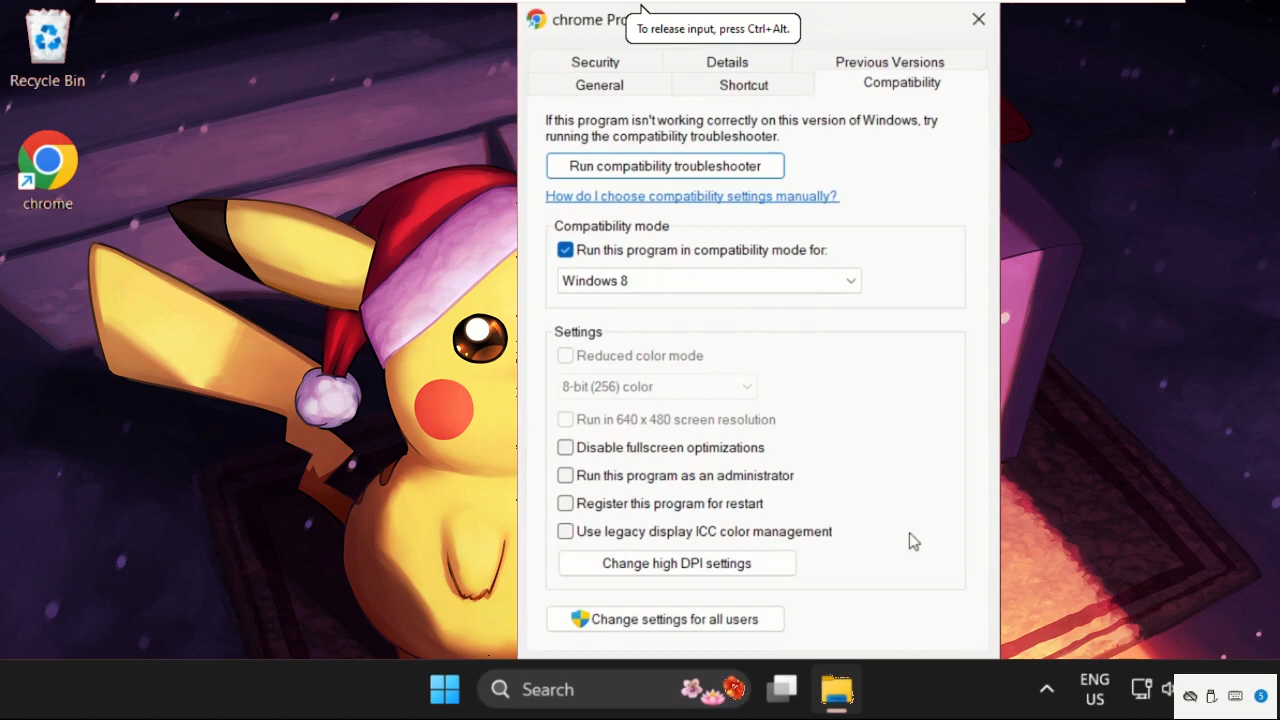 Recycle Bin
chrome
chrome Pro
To release input, press Ctrl+Alt.
Security
Details
Previous Versions
General
Shortcut
Compatibility
If this program isn't working correctly on this version of Windows, try
running the compatibility troubleshooter.
Run compatibility troubleshooter
How do I choose compatibility settings manually?
Compatibility mode
Run this program in compatibility mode for:
Windows 8
Settings
Reduced color mode
8-bit (256) color
Run in 640 x 480 screen resolution
Disable fullscreen optimizations
Run this program as an administrator
Register this program for restart
Use legacy display ICC color management
Change high DPI settings
Change settings for all users
Search
ENG
US
5